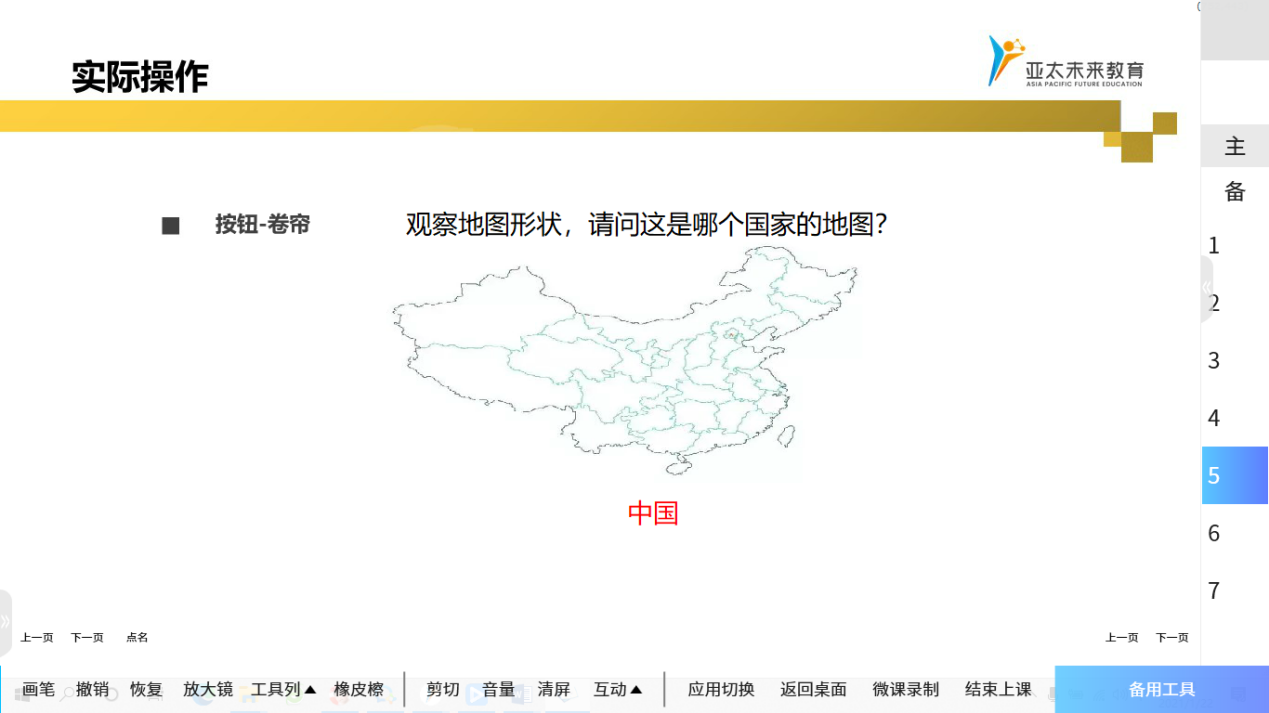 实际操作
亚太未来教育
ASIA PACIFIC FUTURE EDUCATION
■ 按钮-卷帘
观察地图形状，请问这是哪个国家的地图？
中国
主
备
1
2
3
4
5
6
7
上一页 下一页 点名
上一页 下一页
画笔 撤销 恢复 放大镜 工具列▲ 橡皮檫 剪切 音量 清屏 互动▲ 应用切换 返回桌面 微课录制 结束上课 备用工具